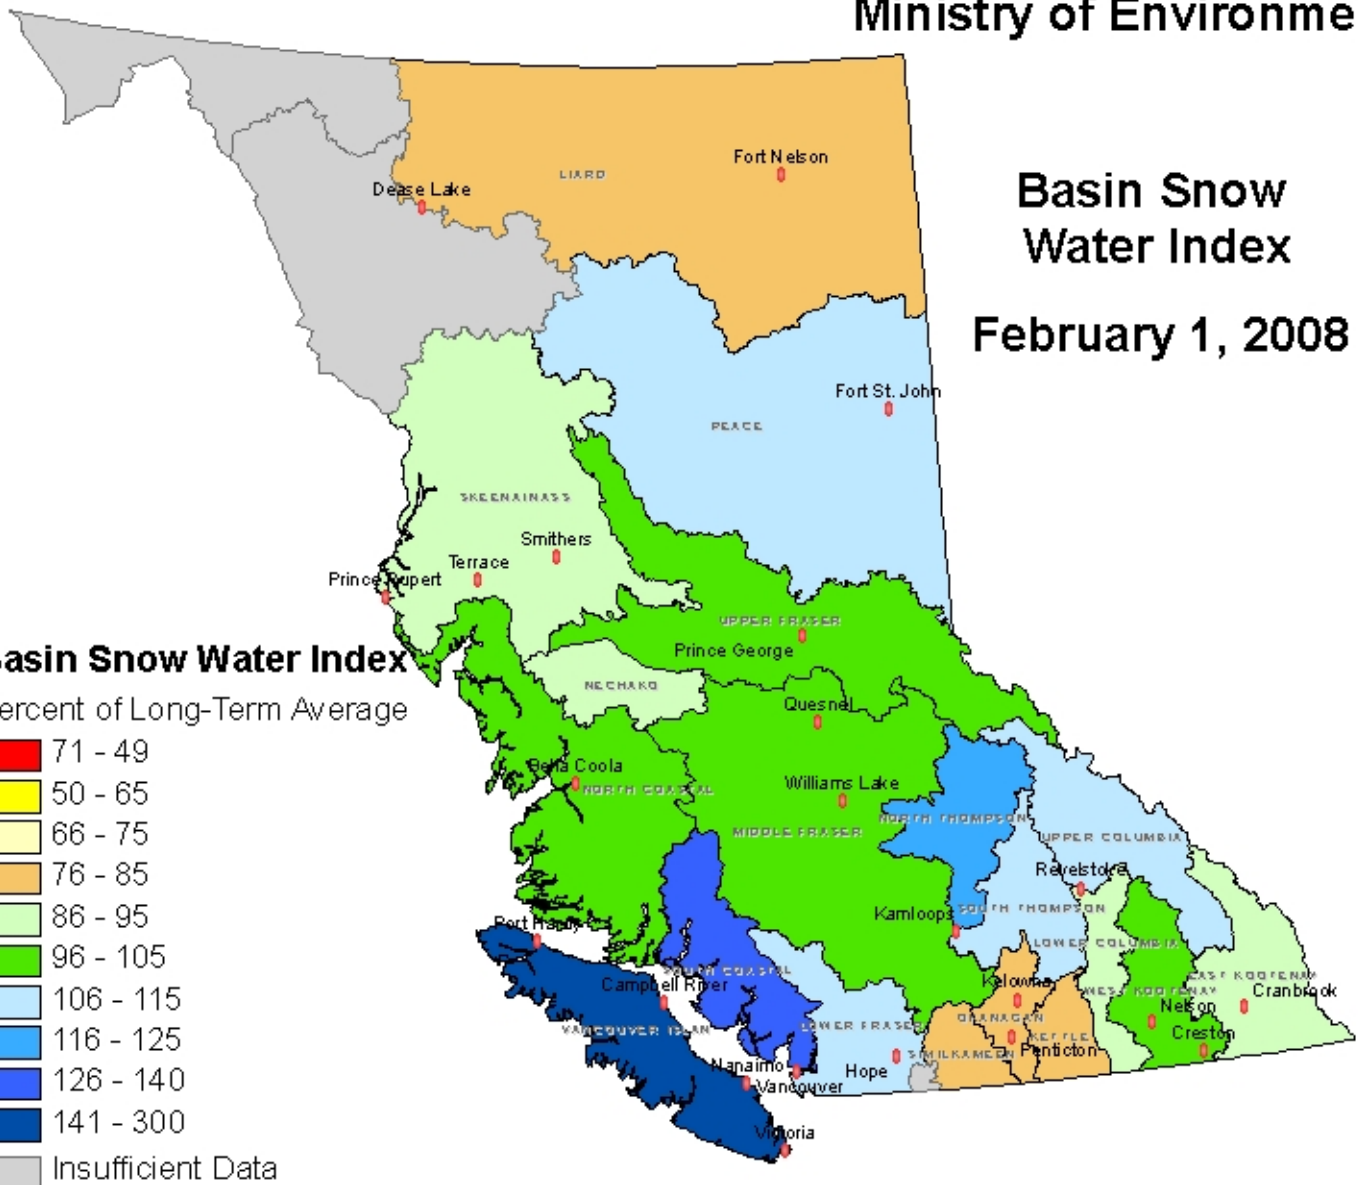 Ministry of Environme
Basin Snow
Water Index
February 1, 2008
Fort Nelson
LIARD
Dease Lake
Fort St. John
PEACE
SKEENA/NASS
Smithers
Terrace
Prince Rupert
UPPER FRASER
Prince George
NECHAKO
Quesnel
Bella Coola
NORTH COASTAL
Williams Lake
NORTH THOMPSON
MIDDLE FRASER
UPPER COLUMBIA
Revelstoke
Kamloops
SOUTH THOMPSON
Port Hardy
LOWER COLUMBIA
SOUTH COASTAL
EAST KOOTENAY
Campbell River
Kelowna
WEST KOOTENAY
Cranbrook
Nelson
OKANAGAN
VANCOUVER ISLAN
LOWER FRASER
Creston
KETTLE
SIMILKAMEEN
Penticton
Nanaimo
Hope
Vancouver
Victoria
Basin Snow Water Index
ercent of Long-Term Average
71 - 49
50 - 65
66 - 75
76 - 85
86 - 95
96 - 105
106 - 115
116 - 125
126 - 140
141 - 300
Insufficient Data